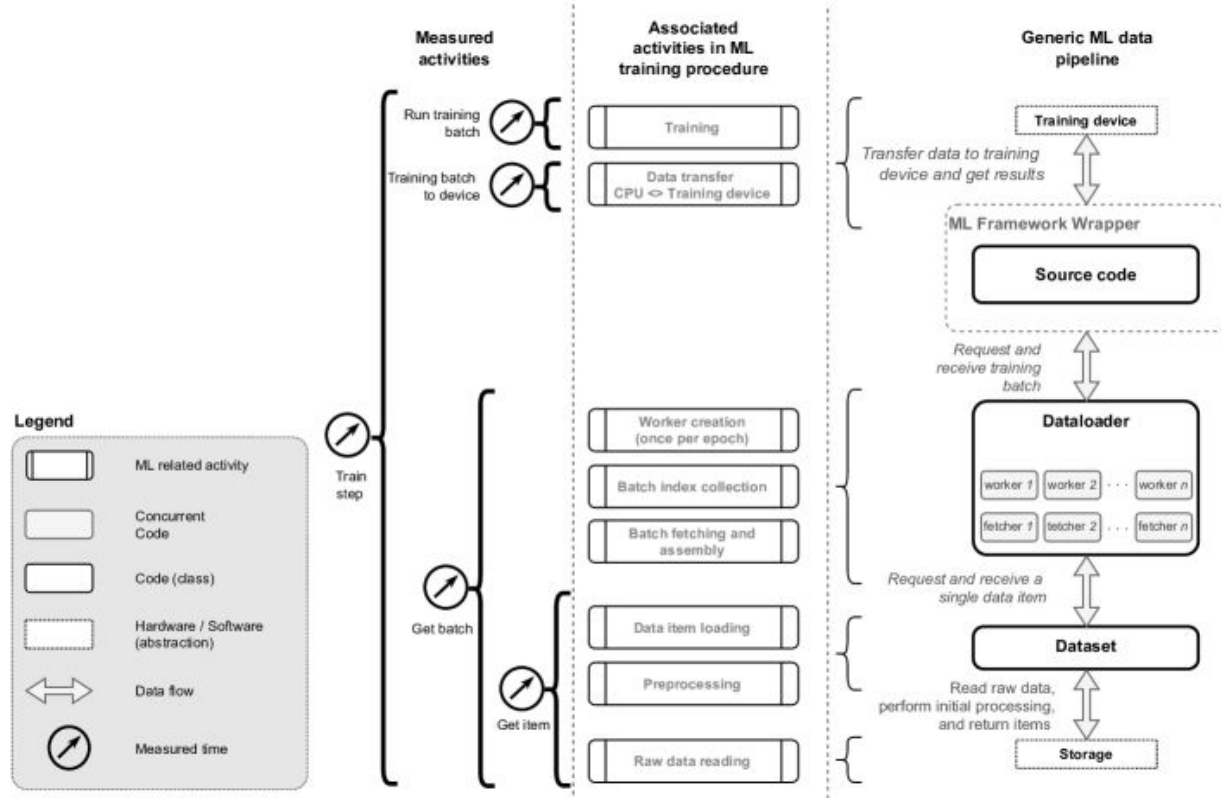 Measured
activities
Associated
activities in ML
training procedure
Generic ML data
pipeline
Run training
batch
Training batch
to device
Train
step
Get batch
Get item
Training
Data transfer
CPU <> Training device
Worker creation
(once per epoch)
Batch index collection
Batch fetching and
assembly
Data item loading
Preprocessing
Raw data reading
Training device
Transfer data to training
device and get results
ML Framework Wrapper
Source code
Request and
receive training
batch
Dataloader
worker 1 worker 2 · · · worker n
fetcher 1 tetcher 2 · · · fetcher n
Request and receive a
single data item
Dataset
Read raw data,
perform initial processing,
and return items
Storage
Legend
ML related activity
Concurrent
Code
Code (class)
Hardware / Software
(abstraction)
Data flow
Measured time